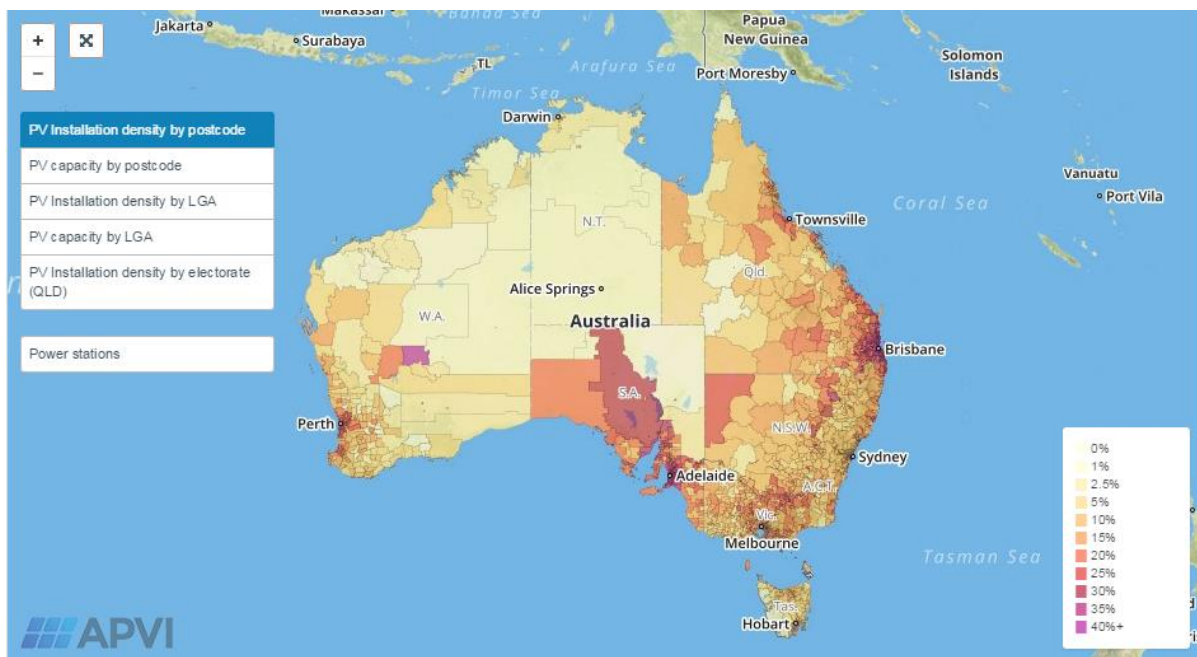 Makassar
Banda Sea
Jakarta
Surabaya
TL
Arafura Sea
Timor Sea
Papua
New Guinea
Port Moresby
Solomon
Islands
Darwin
+
−
PV Installation density by postcode
PV capacity by postcode
PV Installation density by LGA
PV capacity by LGA
PV Installation density by electorate
(QLD)
Power stations
Vanuatu
Port Vila
Coral Sea
Townsville
N.T.
Qld.
Alice Springs
W.A.
Australia
Brisbane
S.A.
N.S.W.
Perth
Adelaide
Sydney
A.C.T.
Vic.
Melbourne
Tasman Sea
Tas.
Hobart
0%
1%
2.5%
5%
10%
15%
20%
25%
30%
35%
40%+
APVI